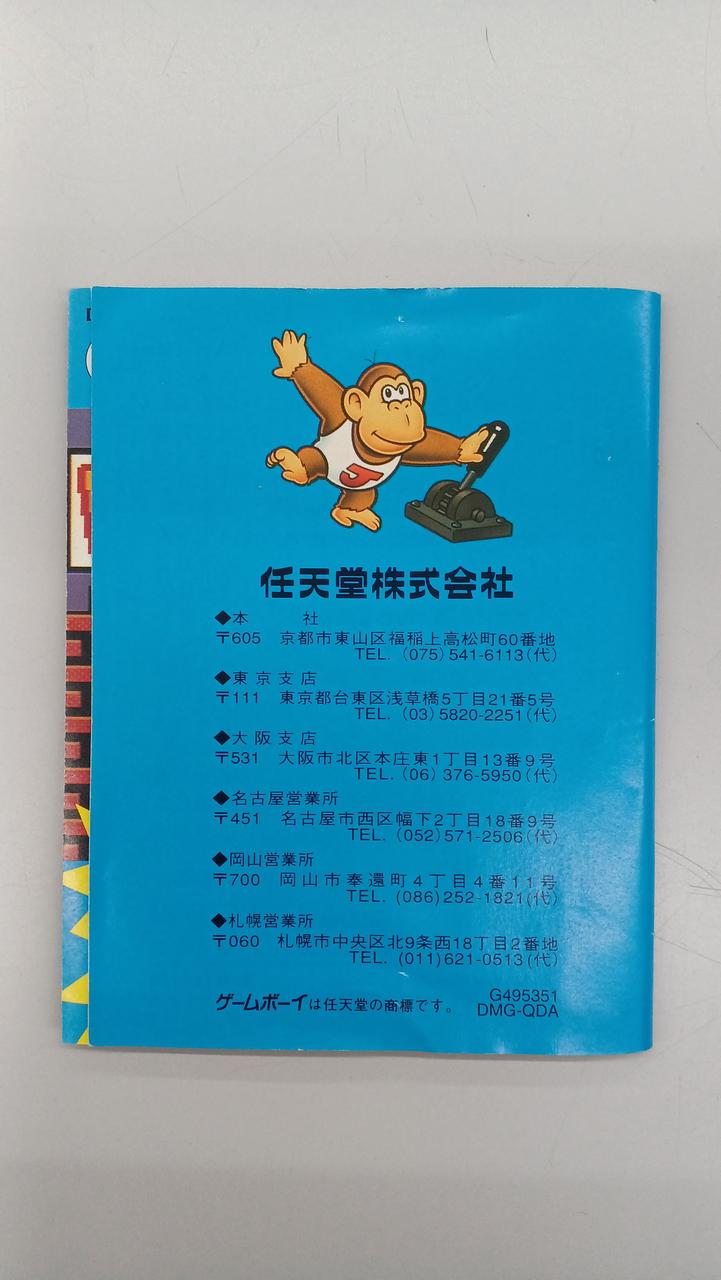 J
任天堂株式会社
◆本 社
〒605 京都市東山区福稲上高松町60番地
TEL. (075)541-6113(代)
◆東京支店
〒111 東京都台東区浅草橋5丁目21番5号
TEL. (03)5820-2251(代)
◆大阪支店
〒531 大阪市北区本庄東1丁目13番9号
TEL. (06)376-5950(代)
◆名古屋営業所
〒451 名古屋市西区幅下2丁目18番9号
TEL. (052)571-2506(代)
◆岡山営業所
〒700 岡山市奉還町4丁目4番11号
TEL. (086)252-1821(代)
◆札幌営業所
〒060 札幌市中央区北9条西18丁目2番地
TEL. (011)621-0513(代)
ゲームボーイは任天堂の商標です。
G495351
DMG-QDA